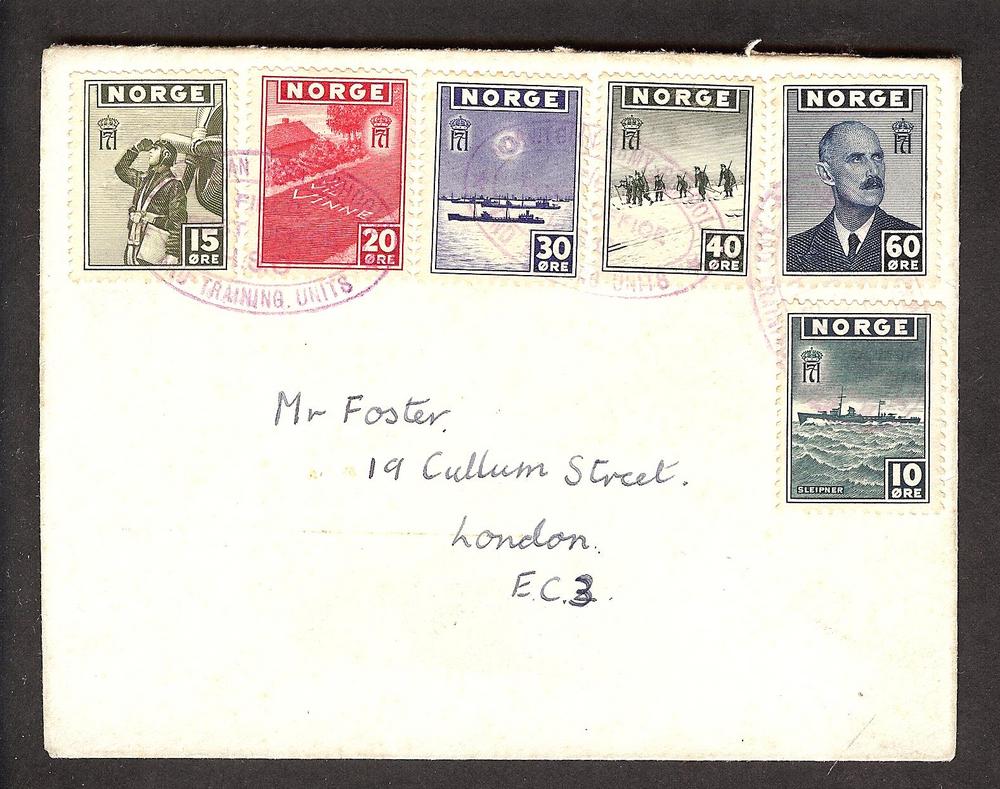 NORGE
15
ØRE
NORGE
VI VIL
VINNE
20
ØRE
NORGE
30
ØRE
NORGE
40
ØRE
NORGE
60
ØRE
TRAINING. UNITS
UNITS
NORGE
SLEIPNER
10
ØRE
Mr Foster.
19 Cullum Street.
London.
E.C.3.